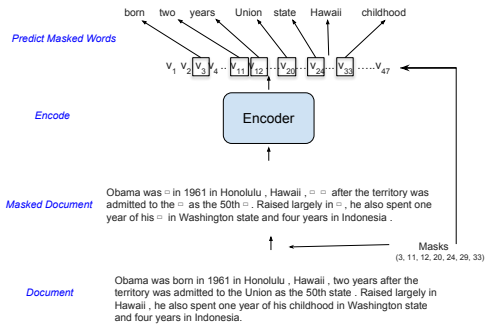 born two years Union state Hawaii childhood
Predict Masked Words
V1 V2 V3 V4 .. V11 V12 ..... V20 .... V24 ........ V33 ...... V47
Encode
Encoder
Masked Document
Obama was □ in 1961 in Honolulu , Hawaii , □ □ after the territory was
admitted to the □ as the 50th □ . Raised largely in □ , he also spent one
year of his □ in Washington state and four years in Indonesia .
Masks
(3, 11, 12, 20, 24, 29, 33)
Document
Obama was born in 1961 in Honolulu , Hawaii , two years after the
territory was admitted to the Union as the 50th state . Raised largely in
Hawaii , he also spent one year of his childhood in Washington state
and four years in Indonesia.